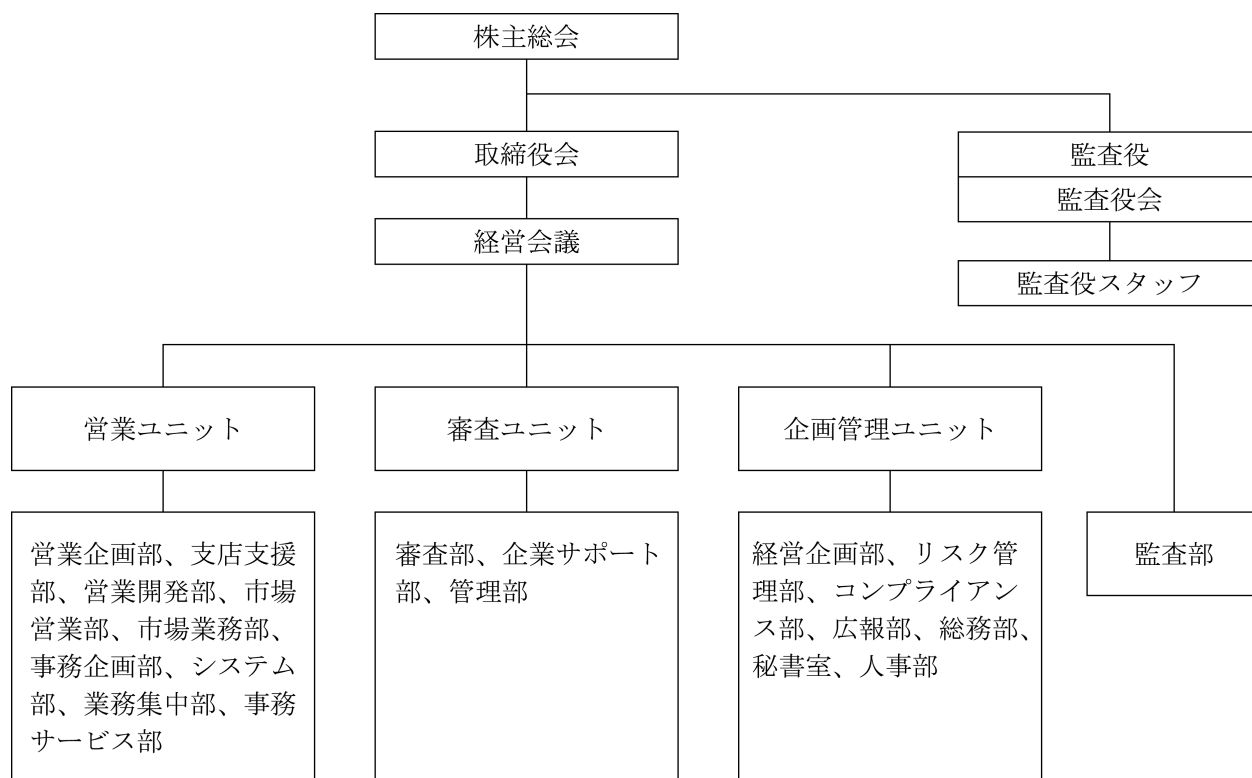 株主総会
取締役会
監査役
監査役会
経営会議
監査役スタッフ
営業ユニット
審査ユニット
企画管理ユニット
営業企画部、支店支援
部、営業開発部、市場
営業部、市場業務部、
事務企画部、システム
部、業務集中部、事務
サービス部
審査部、企業サポート
部、管理部
経営企画部、リスク管
理部、コンプライアン
ス部、広報部、総務部、
秘書室、人事部
監査部